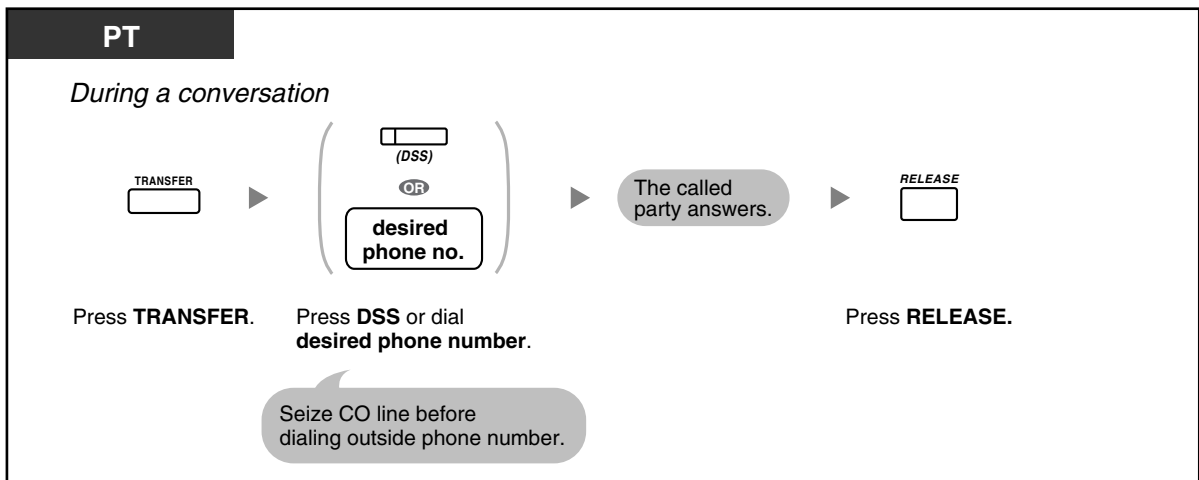 PT
During a conversation
TRANSFER
(DSS)
OR
desired
phone no.
The called
party answers.
RELEASE
Press TRANSFER.
Press DSS or dial
desired phone number.
Press RELEASE.
Seize CO line before
dialing outside phone number.